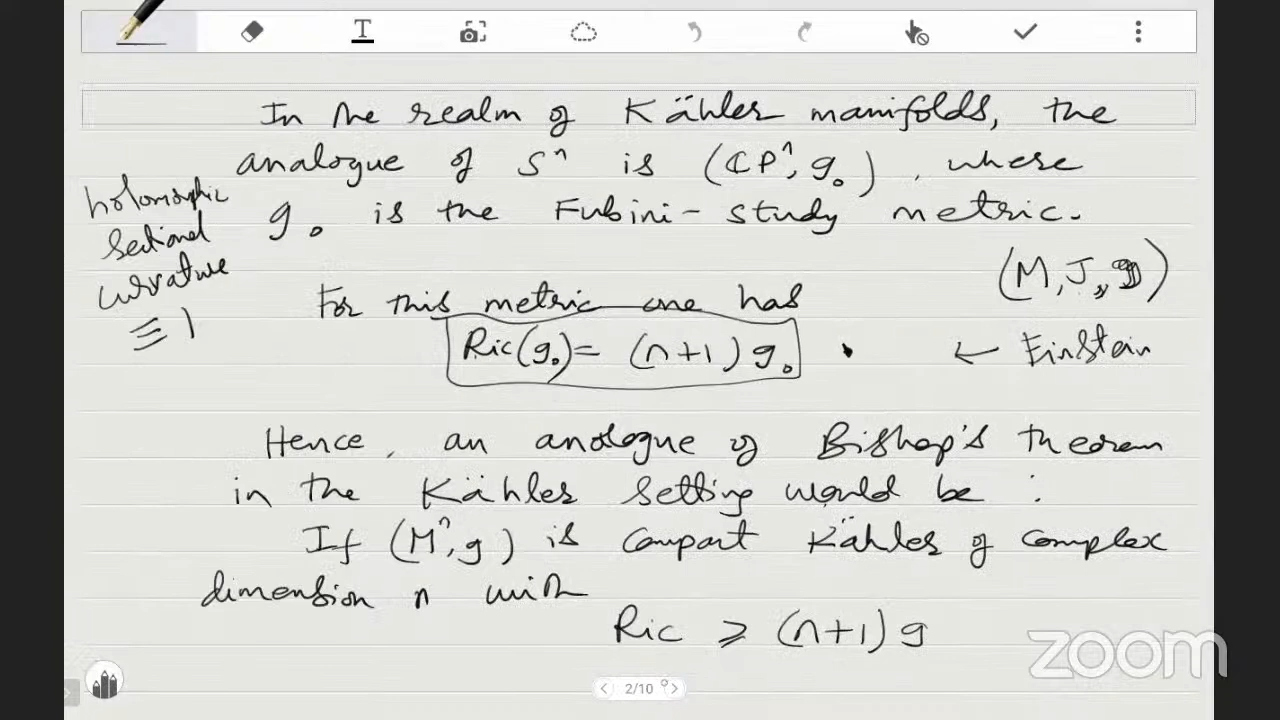 T
In the realm of Kähler manifolds, the
analogue of Sⁿ is (ℂPⁿ, g₀), where
g₀ is the Fubini-Study metric.
holomorphic
sectional
curvature
≡ 1
(M, J, g)
For this metric one has
Ric(g₀) = (n+1) g₀
← Einstein
Hence, an analogue of Bishop's theorem
in the Kähler setting would be :
If (Mⁿ, g) is compact Kähler of complex
dimension n with
Ric ≥ (n+1) g
zoom
2/10